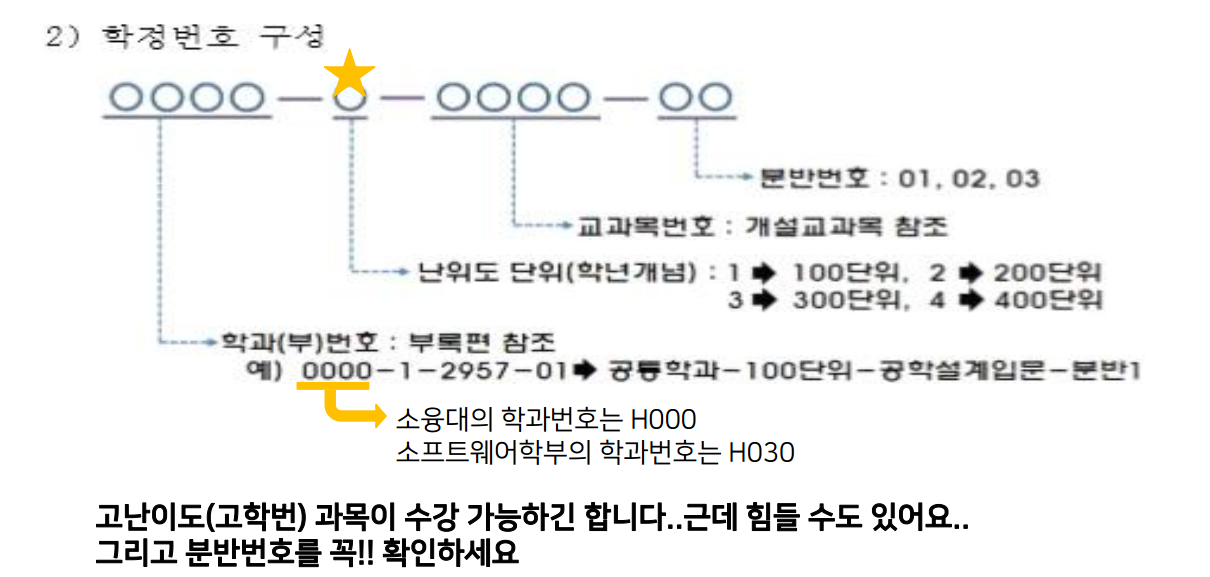 2) 학정번호 구성
○○○○ — ○ — ○○○○ — ○○
분반번호 : 01, 02, 03
교과목번호 : 개설교과목 참조
난위도 단위(학년개념) : 1 ➡ 100단위, 2 ➡ 200단위
3 ➡ 300단위, 4 ➡ 400단위
학과(부)번호 : 부록편 참조
예) 0000-1-2957-01➡ 공통학과-100단위-공학설계입문-분반1
소융대의 학과번호는 H000
소프트웨어학부의 학과번호는 H030
고난이도(고학번) 과목이 수강 가능하긴 합니다..근데 힘들 수도 있어요..
그리고 분반번호를 꼭!! 확인하세요